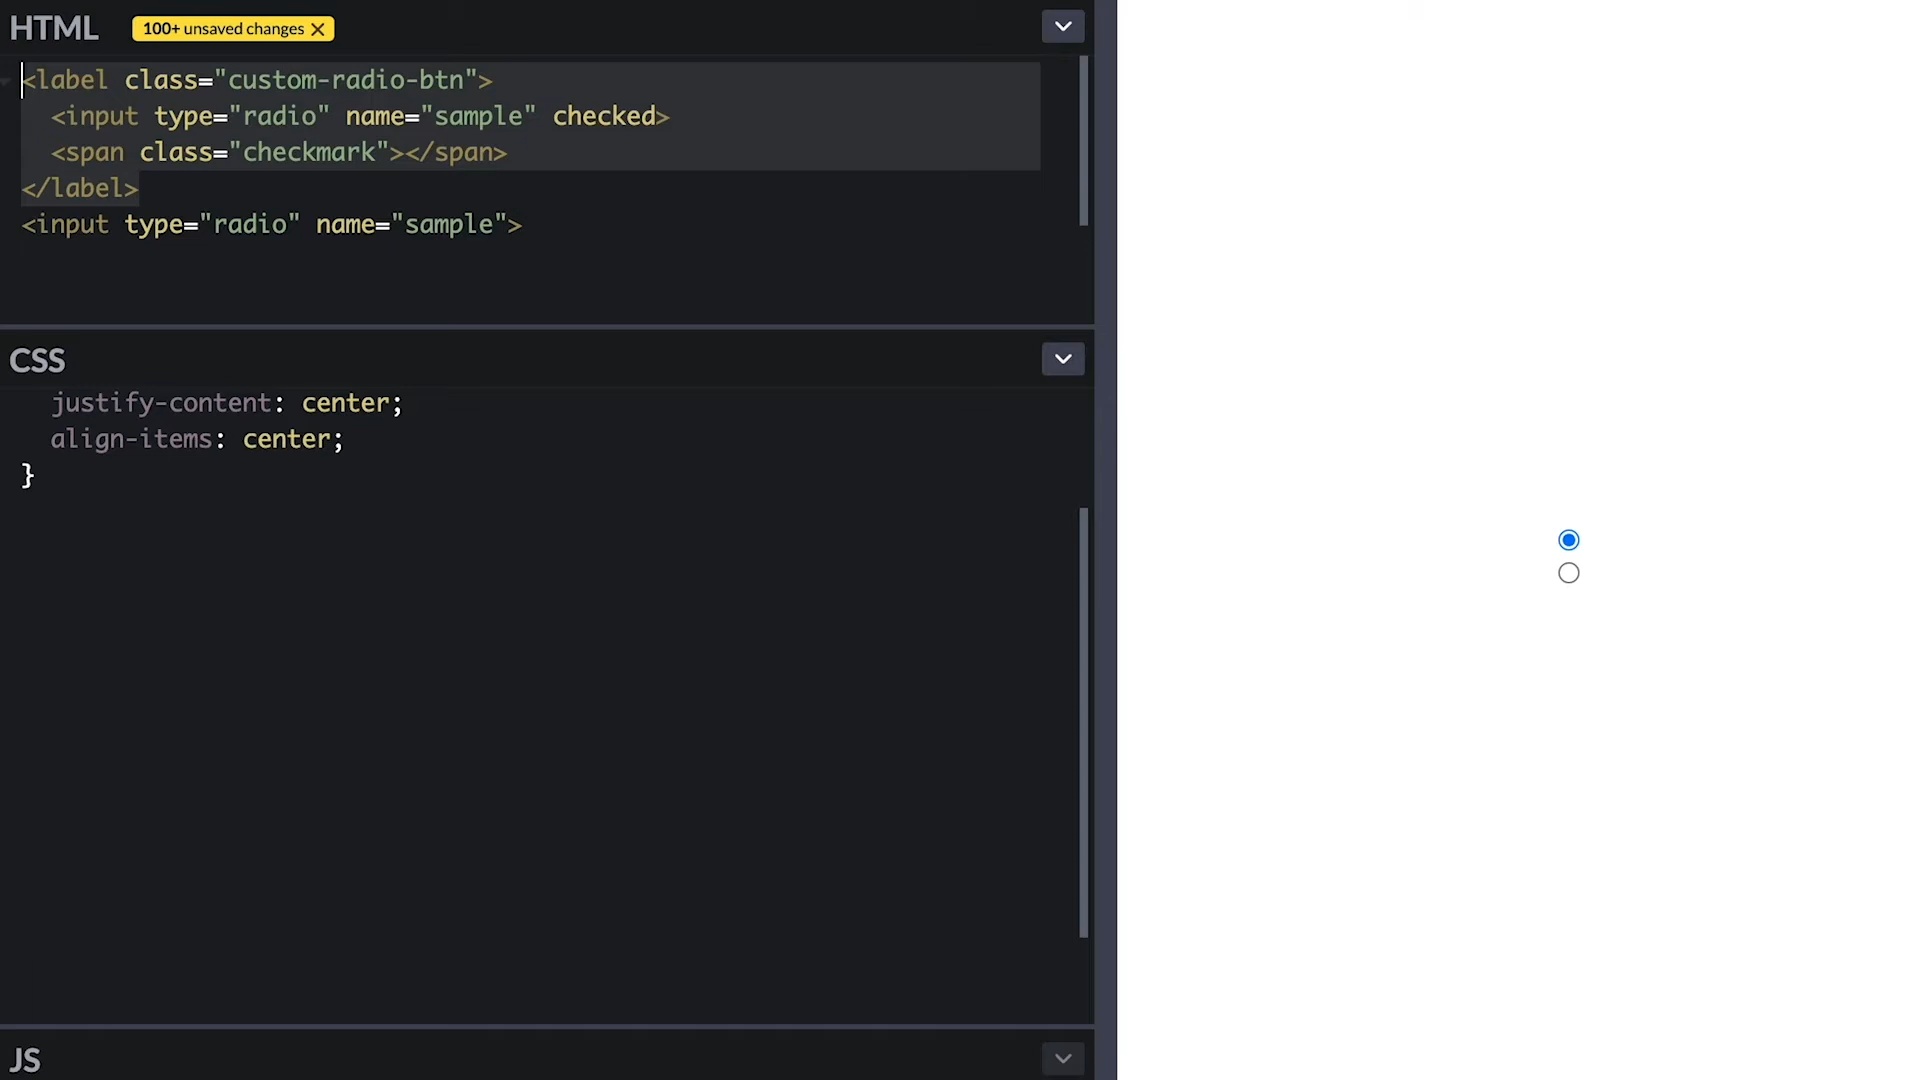 HTML
100+ unsaved changes
<label class="custom-radio-btn">
<input type="radio" name="sample" checked>
<span class="checkmark"></span>
</label>
<input type="radio" name="sample">
CSS
justify-content: center;
align-items: center;
}
JS